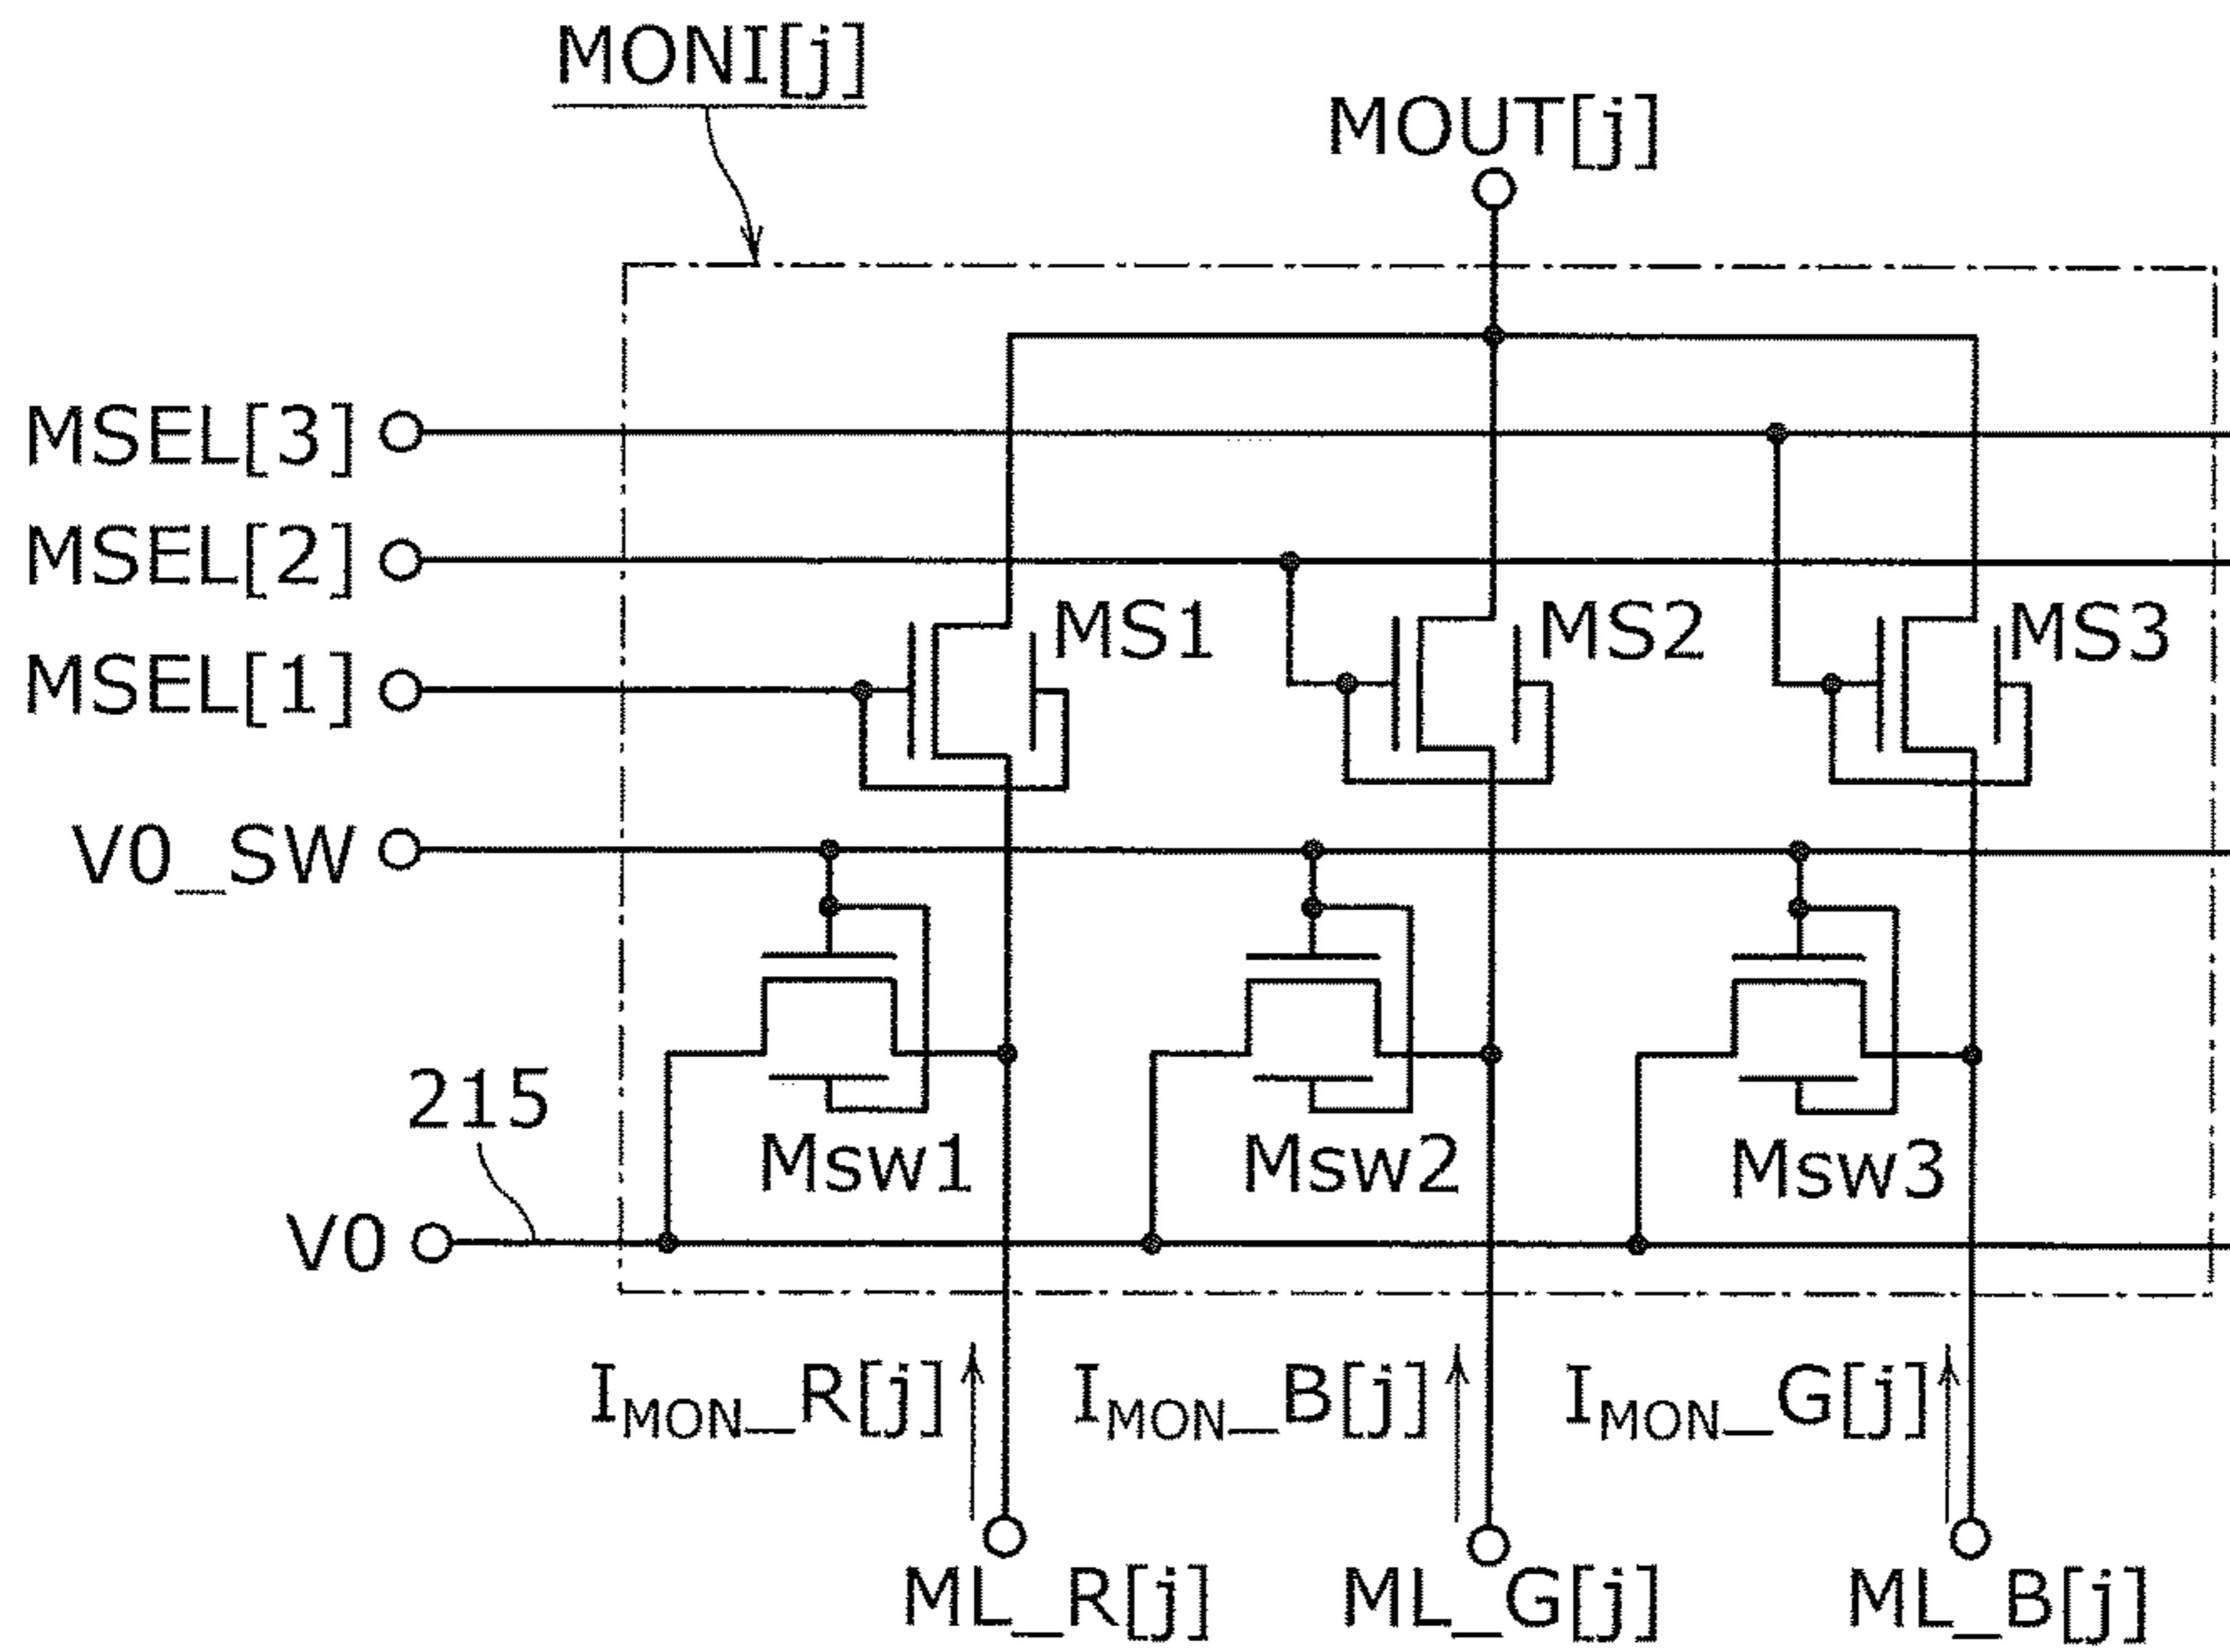 MONI[j]
MOUT[j]
MSEL[3]
MSEL[2]
MS1 MS2 MS3
MSEL[1]
V0_SW
215
Msw1 Msw2 Msw3
V0
IMON_R[j] IMON_B[j] IMON_G[j]
ML_R[j] ML_G[j] ML_B[j]